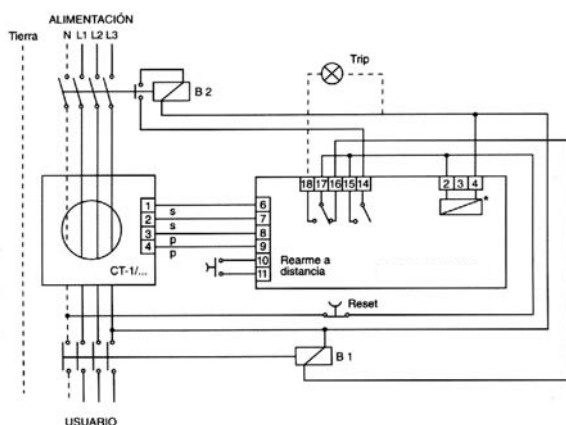 ALIMENTACIÓN
Tierra
N L1 L2 L3
Trip
B 2
18 17 16 15 14
2 3 4
*
1
2
3
4
s
s
p
p
6
7
8
9
10
11
Rearme a
distancia
CT-1/...
Reset
B 1
USUARIO